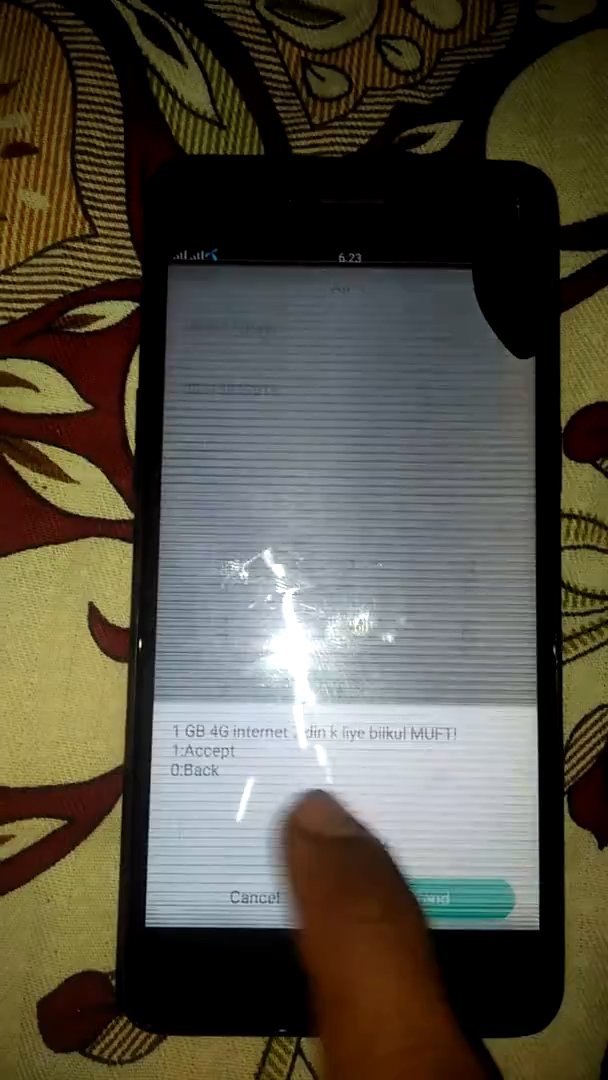 6.23
1 GB 4G internet din k liye bilkul MUFT!
1:Accept
0:Back
Cancel